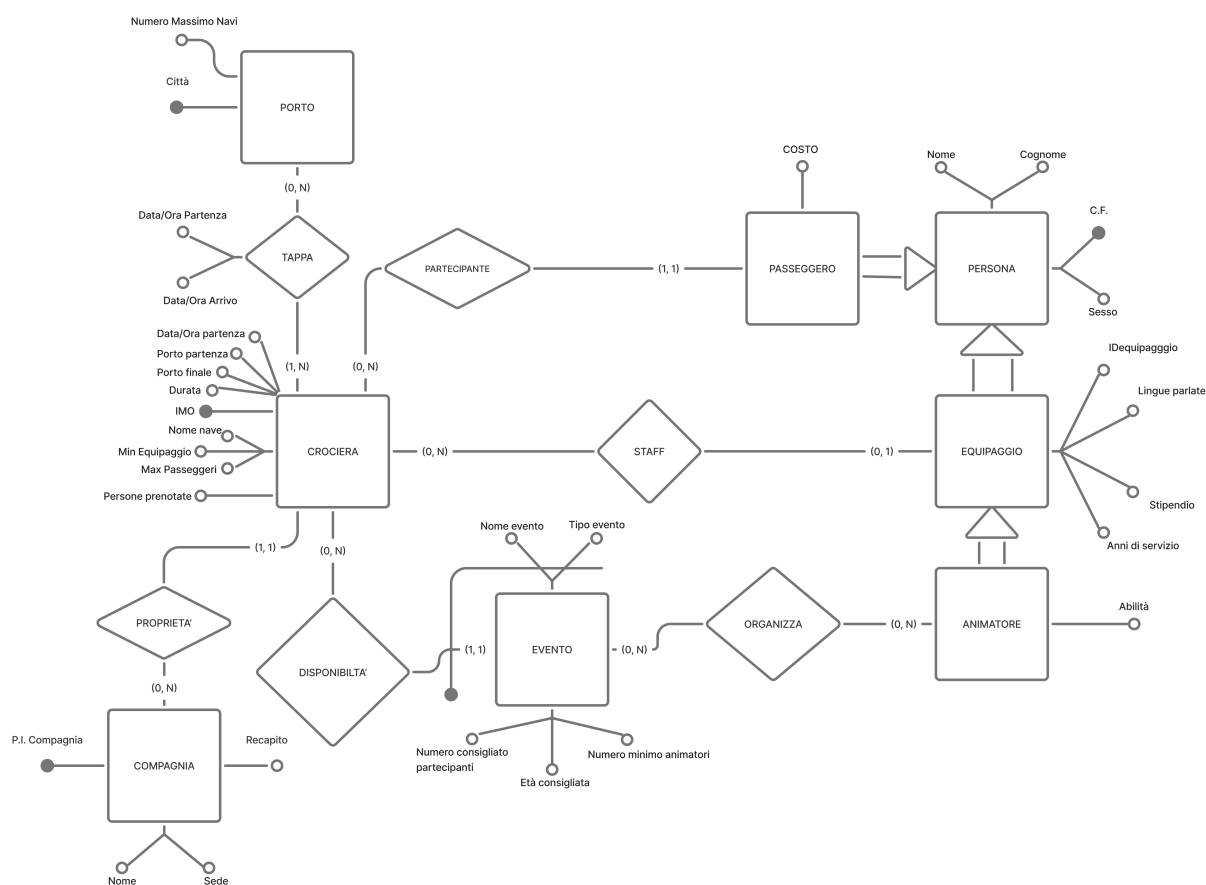 Numero Massimo Navi
Città
PORTO
(0, N)
COSTO
Nome
Cognome
C.F.
Data/Ora Partenza
TAPPA
PARTECIPANTE
(1, 1)
PASSEGGERO
PERSONA
Data/Ora Arrivo
Sesso
Data/Ora partenza
Porto partenza
Porto finale
Durata
IMO
Nome nave
Min Equipaggio
Max Passeggeri
Persone prenotate
(1, N)
(0, N)
CROCIERA
(0, N)
STAFF
(0, 1)
EQUIPAGGIO
IDequipagggio
Lingue parlate
Stipendio
Anni di servizio
(1, 1)
(0, N)
Nome evento
Tipo evento
PROPRIETA'
DISPONIBILTA'
(1, 1)
EVENTO
(0, N)
ORGANIZZA
(0, N)
ANIMATORE
Abilità
(0, N)
P.I. Compagnia
COMPAGNIA
Recapito
Numero consigliato
partecipanti
Età consigliata
Numero minimo animatori
Nome
Sede